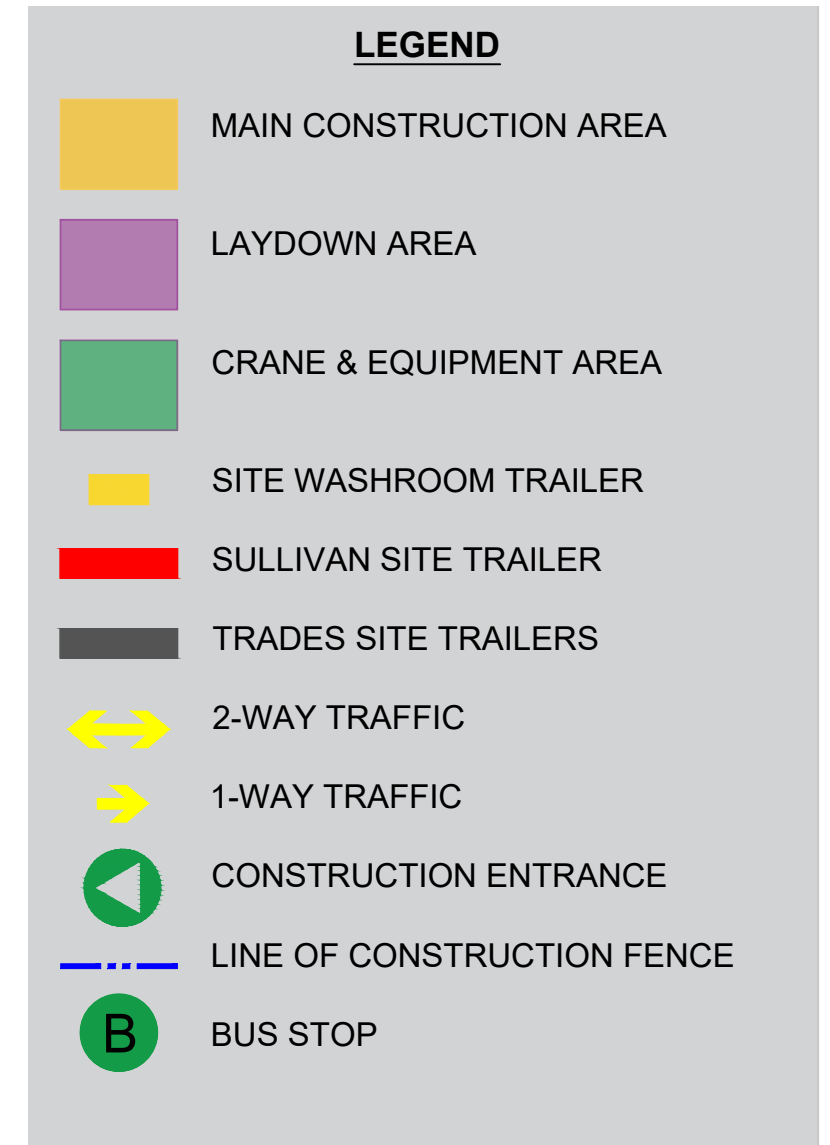 LEGEND
MAIN CONSTRUCTION AREA
LAYDOWN AREA
CRANE & EQUIPMENT AREA
SITE WASHROOM TRAILER
SULLIVAN SITE TRAILER
TRADES SITE TRAILERS
2-WAY TRAFFIC
1-WAY TRAFFIC
CONSTRUCTION ENTRANCE
LINE OF CONSTRUCTION FENCE
B BUS STOP